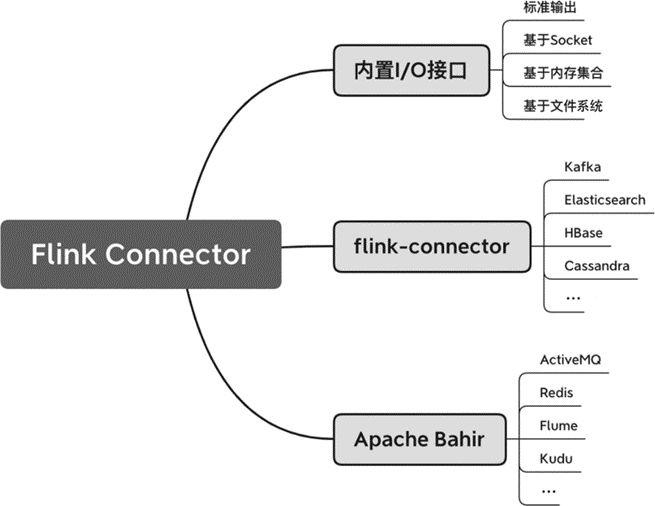 Flink Connector
内置I/O接口
标准输出
基于Socket
基于内存集合
基于文件系统
flink-connector
Kafka
Elasticsearch
HBase
Cassandra
...
Apache Bahir
ActiveMQ
Redis
Flume
Kudu
...